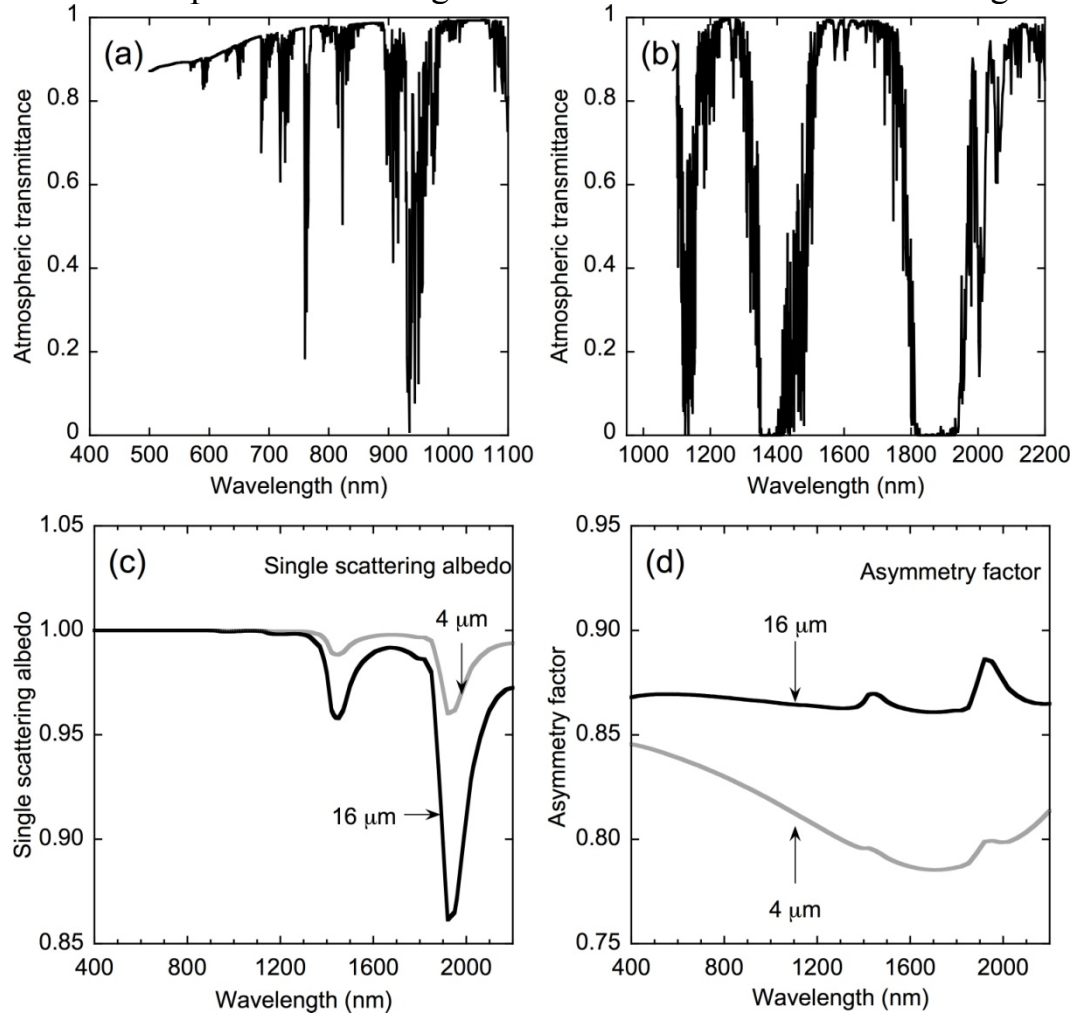 (a)
Atmospheric transmittance
1
0.8
0.6
0.4
0.2
0
400 500 600 700 800 900 1000 1100
Wavelength (nm)
(b)
Atmospheric transmittance
1
0.8
0.6
0.4
0.2
0
1000 1200 1400 1600 1800 2000 2200
Wavelength (nm)
(c)
Single scattering albedo
4 μm
16 μm
Single scattering albedo
1.05
1.00
0.95
0.90
0.85
400 800 1200 1600 2000
Wavelength (nm)
(d)
Asymmetry factor
16 μm
4 μm
Asymmetry factor
0.95
0.90
0.85
0.80
0.75
400 800 1200 1600 2000
Wavelength (nm)